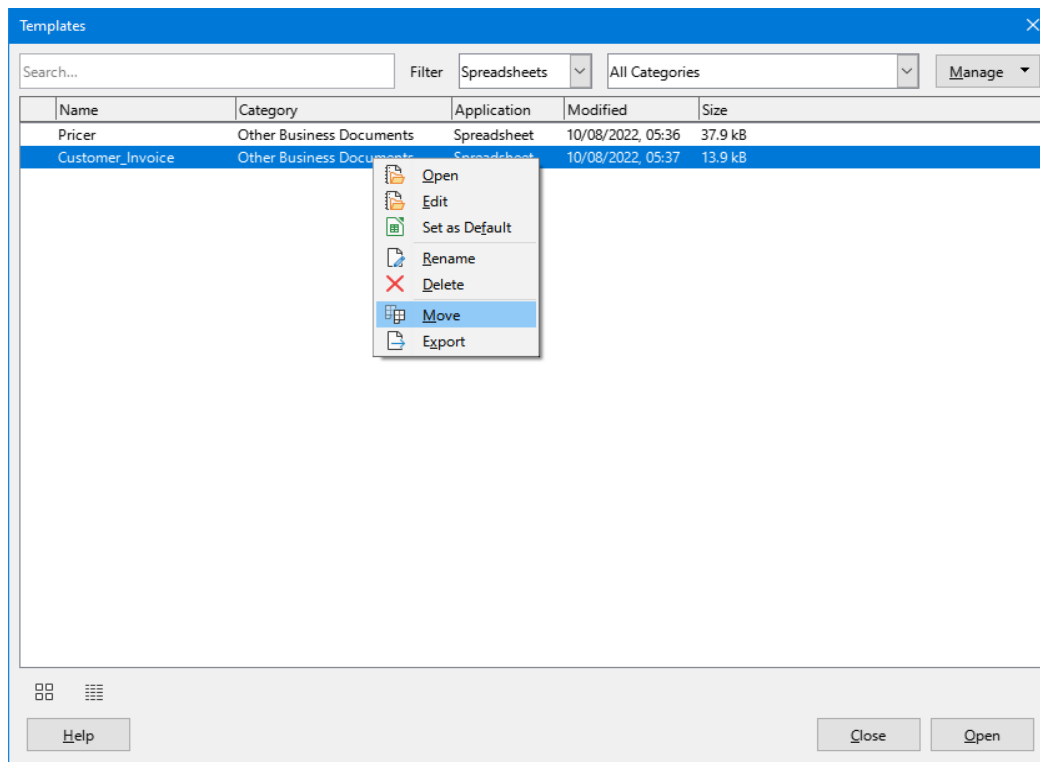 Templates
Search... Filter Spreadsheets All Categories Manage
Name Category Application Modified Size
Pricer Other Business Documents Spreadsheet 10/08/2022, 05:36 37.9 kB
Customer_Invoice Other Business Documents Spreadsheet 10/08/2022, 05:37 13.9 kB
Open
Edit
Set as Default
Rename
Delete
Move
Export
Help Close Open